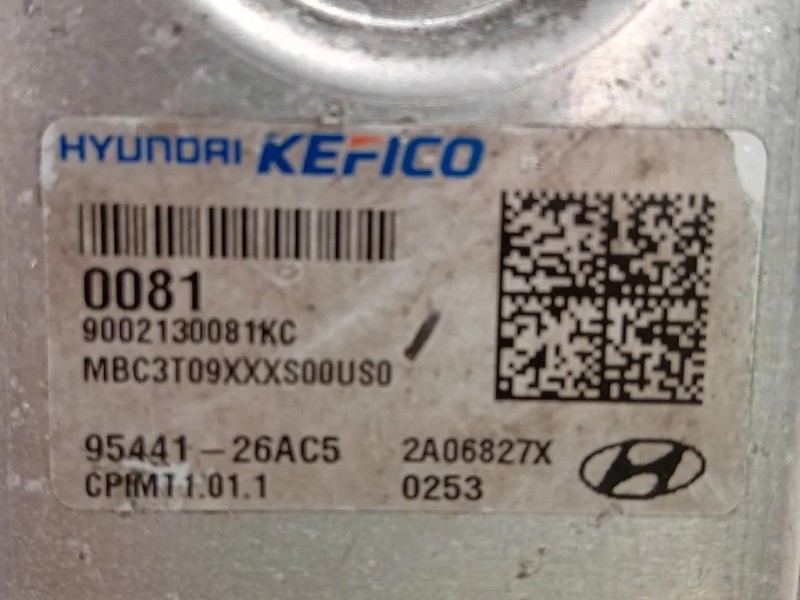 HYUNDAI KEFICO
0081
9002130081KC
MBC3T09XXXS00US0
95441-26AC5 2A06827X
CPIMT1.01.1 0253